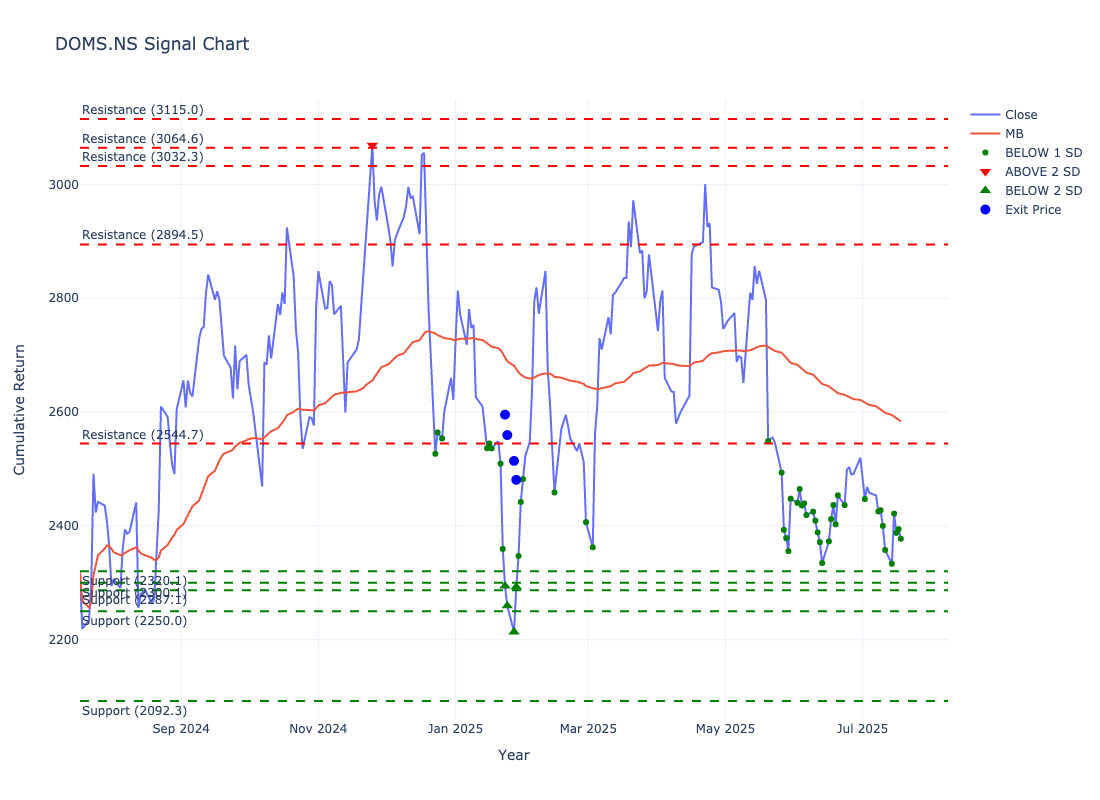 DOMS.NS Signal Chart
Resistance (3115.0)
Resistance (3064.6)
Resistance (3032.3)
Resistance (2894.5)
Resistance (2544.7)
Support (2320.1)
Support (2300.1)
Support (2287.1)
Support (2250.0)
Support (2092.3)
3000
2800
2600
2400
2200
Cumulative Return
Sep 2024
Nov 2024
Jan 2025
Mar 2025
May 2025
Jul 2025
Year
Close
MB
BELOW 1 SD
ABOVE 2 SD
BELOW 2 SD
Exit Price